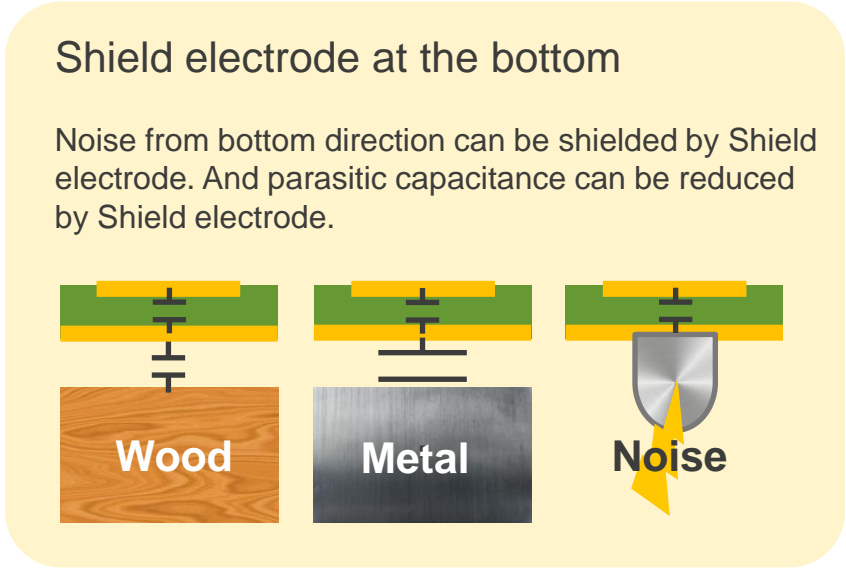 Shield electrode at the bottom
Noise from bottom direction can be shielded by Shield
electrode. And parasitic capacitance can be reduced
by Shield electrode.
Wood
Metal
Noise